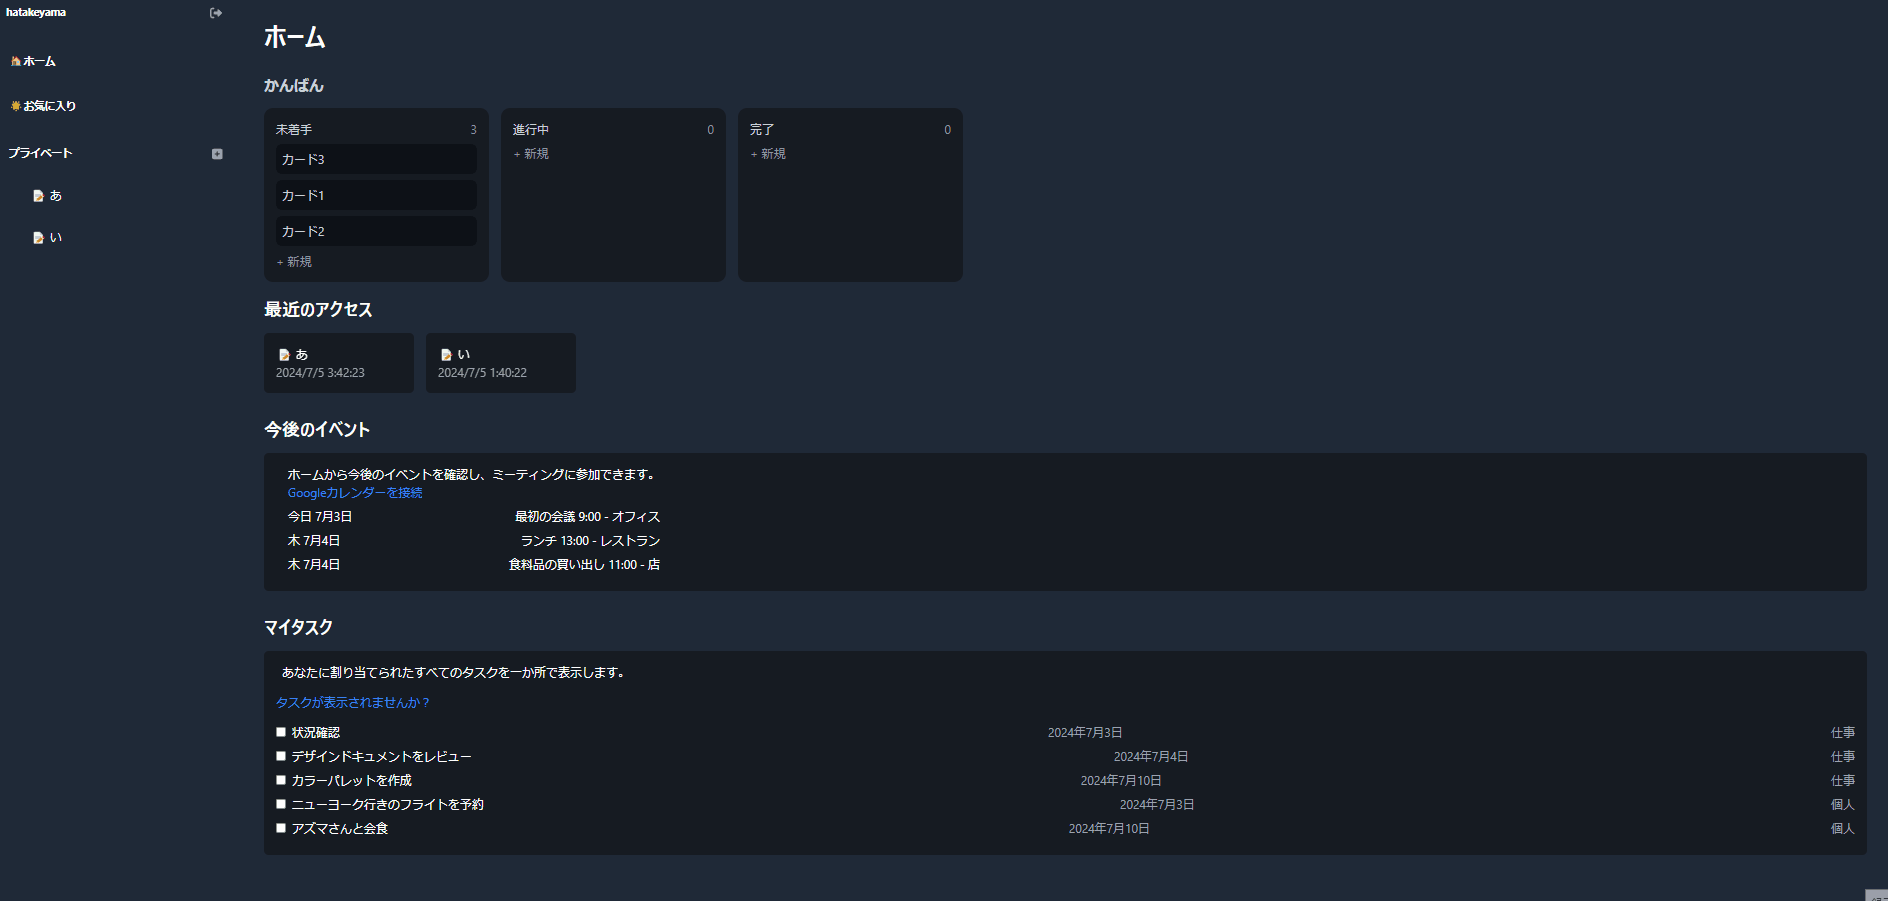 hatakeyama
ホーム
お気に入り
プライベート
あ
い
ホーム
かんばん
未着手 3
カード3
カード1
カード2
+ 新規
進行中 0
+ 新規
完了 0
+ 新規
最近のアクセス
あ
2024/7/5 3:42:23
い
2024/7/5 1:40:22
今後のイベント
ホームから今後のイベントを確認し、ミーティングに参加できます。
Googleカレンダーを接続
今日 7月3日 最初の会議 9:00 - オフィス
木 7月4日 ランチ 13:00 - レストラン
木 7月4日 食料品の買い出し 11:00 - 店
マイタスク
あなたに割り当てられたすべてのタスクを一か所で表示します。
タスクが表示されませんか？
状況確認 2024年7月3日 仕事
デザインドキュメントをレビュー 2024年7月4日 仕事
カラーパレットを作成 2024年7月10日 仕事
ニューヨーク行きのフライトを予約 2024年7月3日 個人
アズマさんと会食 2024年7月10日 個人